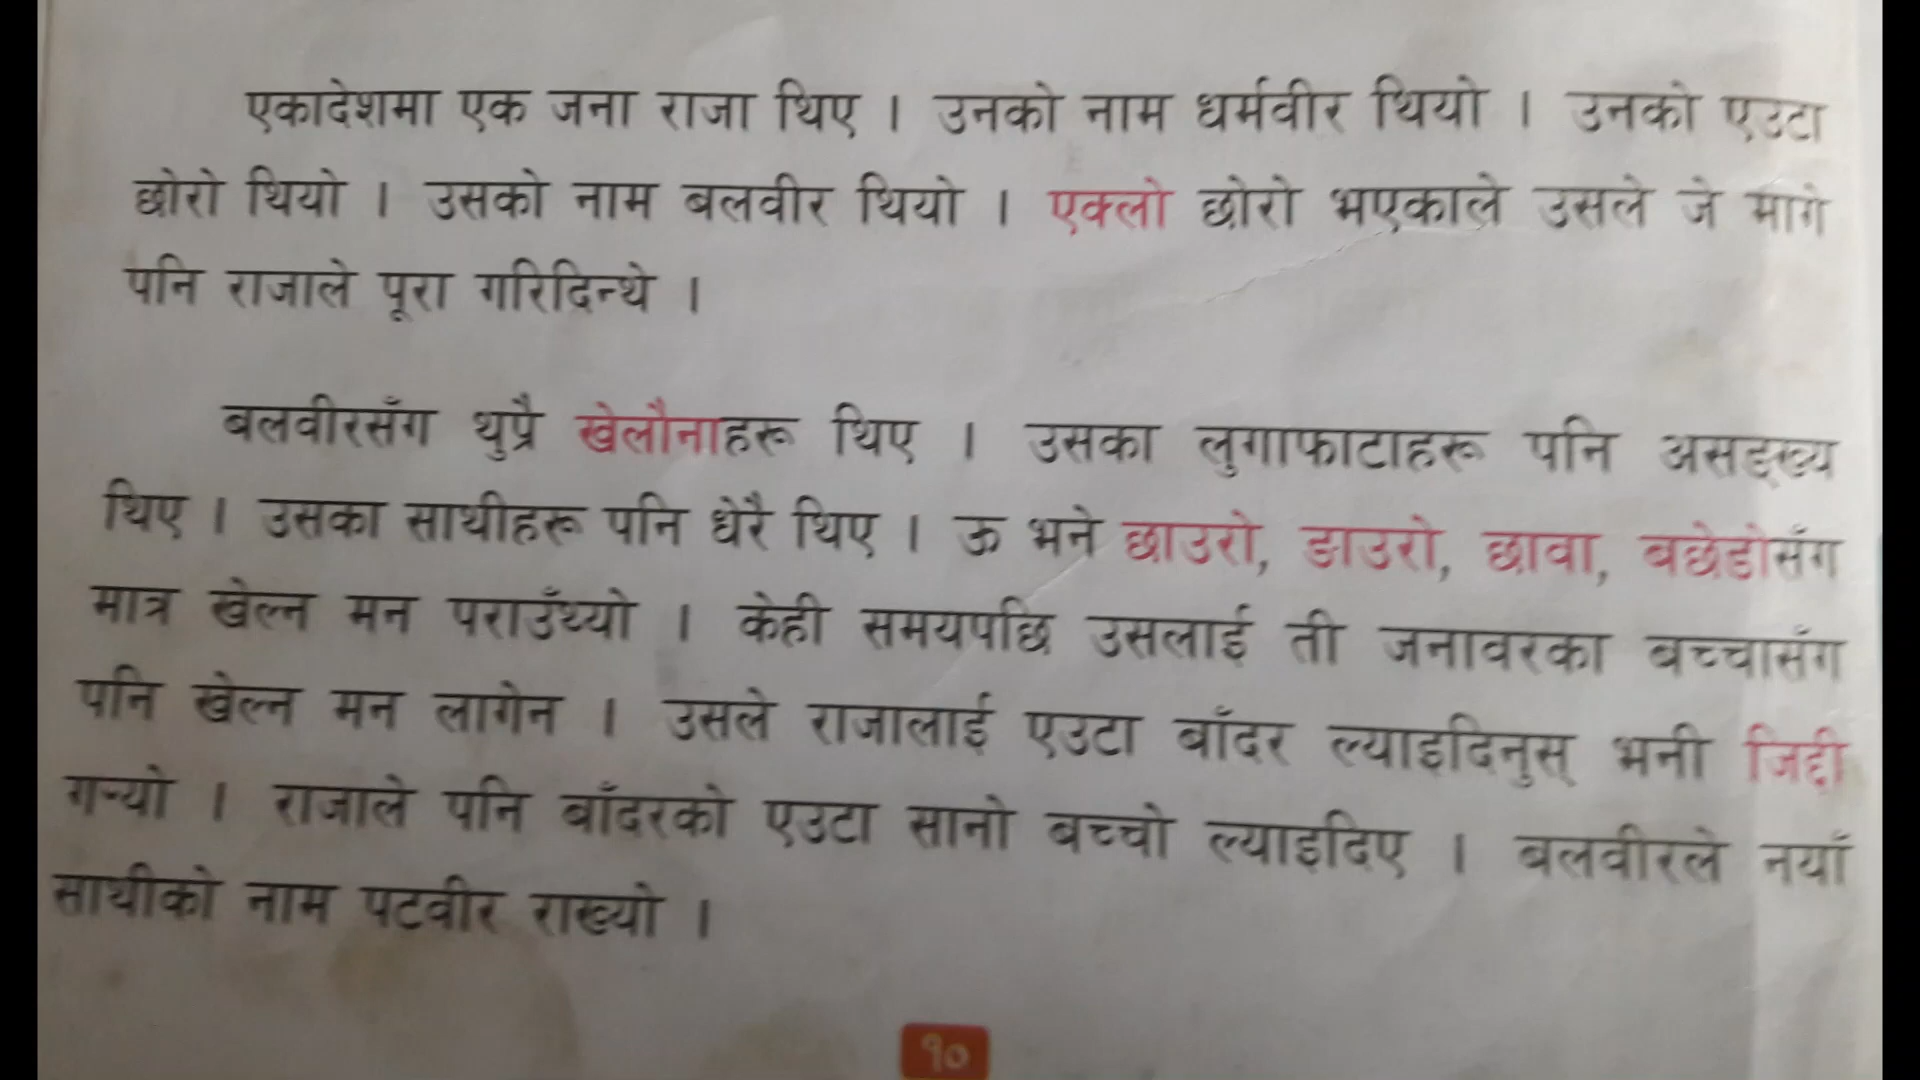 एकादेशमा एक जना राजा थिए । उनको नाम धर्मवीर थियो । उनको एउटा
छोरो थियो । उसको नाम बलवीर थियो । एक्लो छोरो भएकाले उसले जे मागे
पनि राजाले पूरा गरिदिन्थे ।
बलवीरसँग थुप्रै खेलौनाहरू थिए । उसका लुगाफाटाहरू पनि असङ्ख्य
थिए । उसका साथीहरू पनि धेरै थिए । ऊ भने छाउरो, डाउरो, छावा, बछेडोसँग
मात्र खेल्न मन पराउँथ्यो । केही समयपछि उसलाई ती जनावरका बच्चासँग
पनि खेल्न मन लागेन । उसले राजालाई एउटा बाँदर ल्याइदिनुस् भनी जिद्दी
गऱ्यो । राजाले पनि बाँदरको एउटा सानो बच्चो ल्याइदिए । बलवीरले नयाँ
साथीको नाम पटवीर राख्यो ।
१०